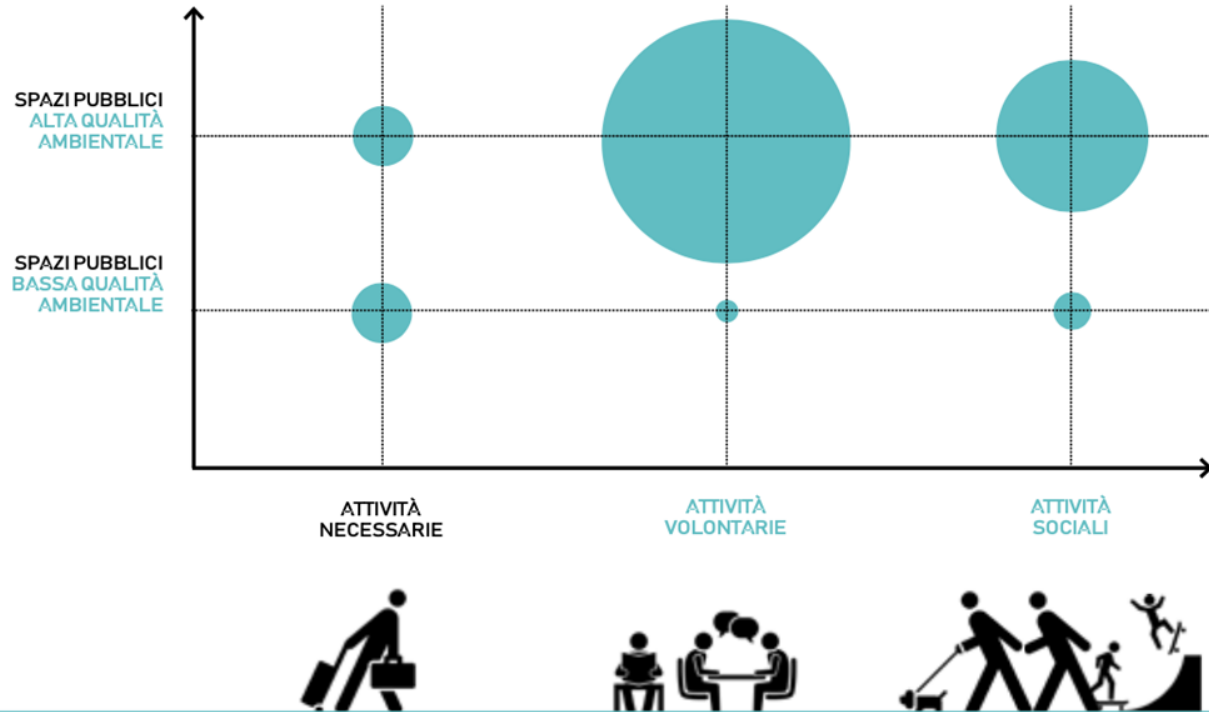 SPAZI PUBBLICI
ALTA QUALITÀ
AMBIENTALE
SPAZI PUBBLICI
BASSA QUALITÀ
AMBIENTALE
ATTIVITÀ
NECESSARIE
ATTIVITÀ
VOLONTARIE
ATTIVITÀ
SOCIALI